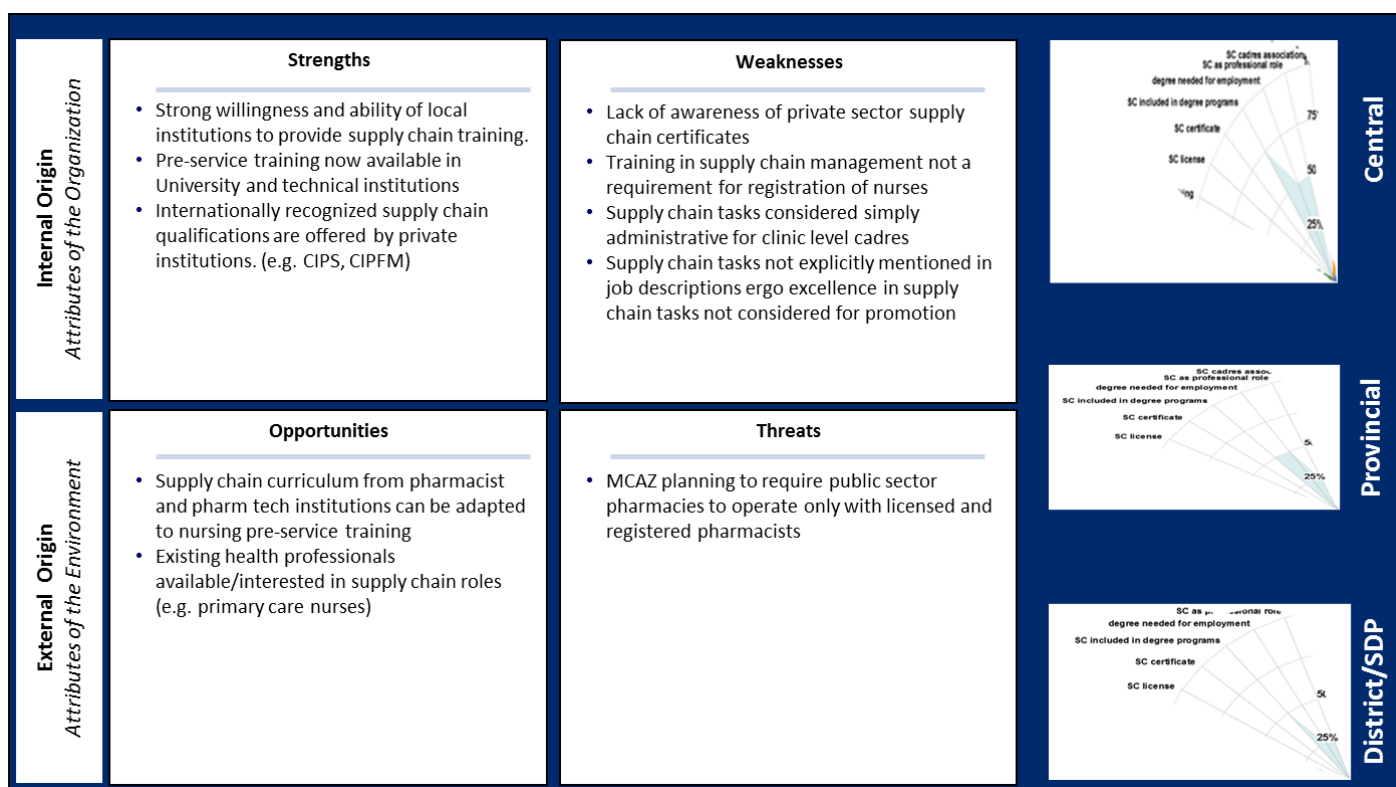 Internal Origin
Attributes of the Organization
Strengths
• Strong willingness and ability of local
institutions to provide supply chain training.
• Pre-service training now available in
University and technical institutions
• Internationally recognized supply chain
qualifications are offered by private
institutions. (e.g. CIPS, CIPFM)
Weaknesses
• Lack of awareness of private sector supply
chain certificates
• Training in supply chain management not a
requirement for registration of nurses
• Supply chain tasks considered simply
administrative for clinic level cadres
• Supply chain tasks not explicitly mentioned in
job descriptions ergo excellence in supply
chain tasks not considered for promotion
SC cadres association
SC as professional role
degree needed for employment
SC included in degree programs
SC certificate
SC license
75
50
25%
Central
External Origin
Attributes of the Environment
Opportunities
• Supply chain curriculum from pharmacist
and pharm tech institutions can be adapted
to nursing pre-service training
• Existing health professionals
available/interested in supply chain roles
(e.g. primary care nurses)
Threats
• MCAZ planning to require public sector
pharmacies to operate only with licensed and
registered pharmacists
SC cadres
SC as professional role
degree needed for employment
SC included in degree programs
SC certificate
SC license
25%
Provincial
SC as
role
degree needed for employment
SC included in degree programs
SC certificate
SC license
25%
District/SDP